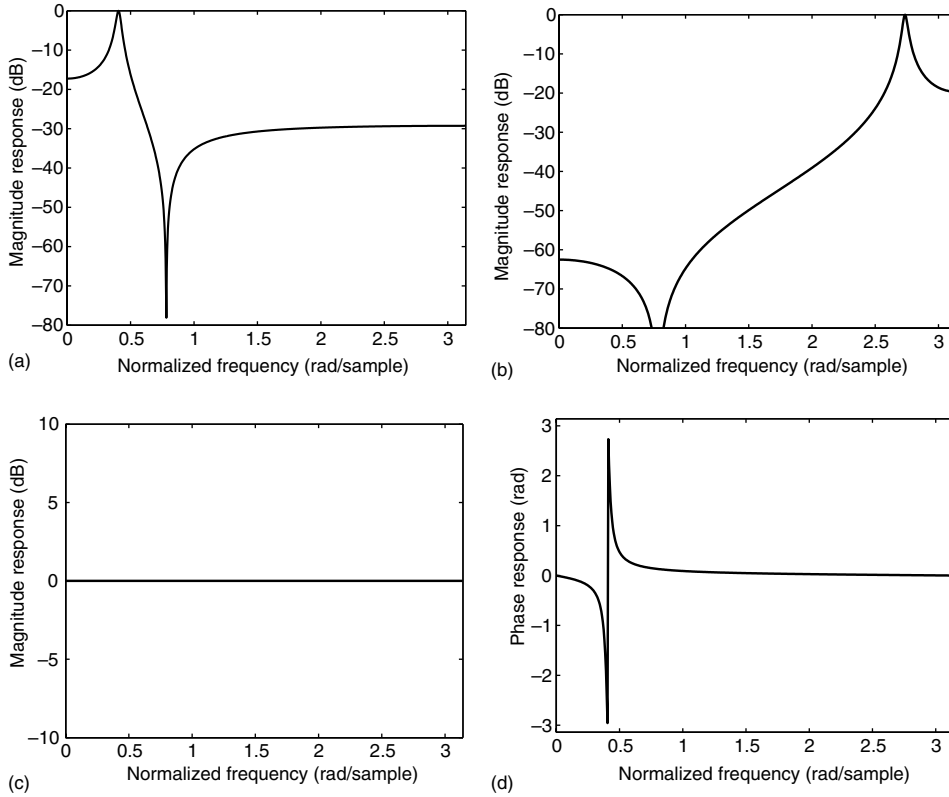 0
−10
−20
−30
−40
−50
−60
−70
−80
0 0.5 1 1.5 2 2.5 3
Magnitude response (dB)
Normalized frequency (rad/sample)
(a)
0
−10
−20
−30
−40
−50
−60
−70
−80
0 0.5 1 1.5 2 2.5 3
Magnitude response (dB)
Normalized frequency (rad/sample)
(b)
10
5
0
−5
−10
0 0.5 1 1.5 2 2.5 3
Magnitude response (dB)
Normalized frequency (rad/sample)
(c)
3
2
1
0
−1
−2
−3
0 0.5 1 1.5 2 2.5 3
Phase response (rad)
Normalized frequency (rad/sample)
(d)